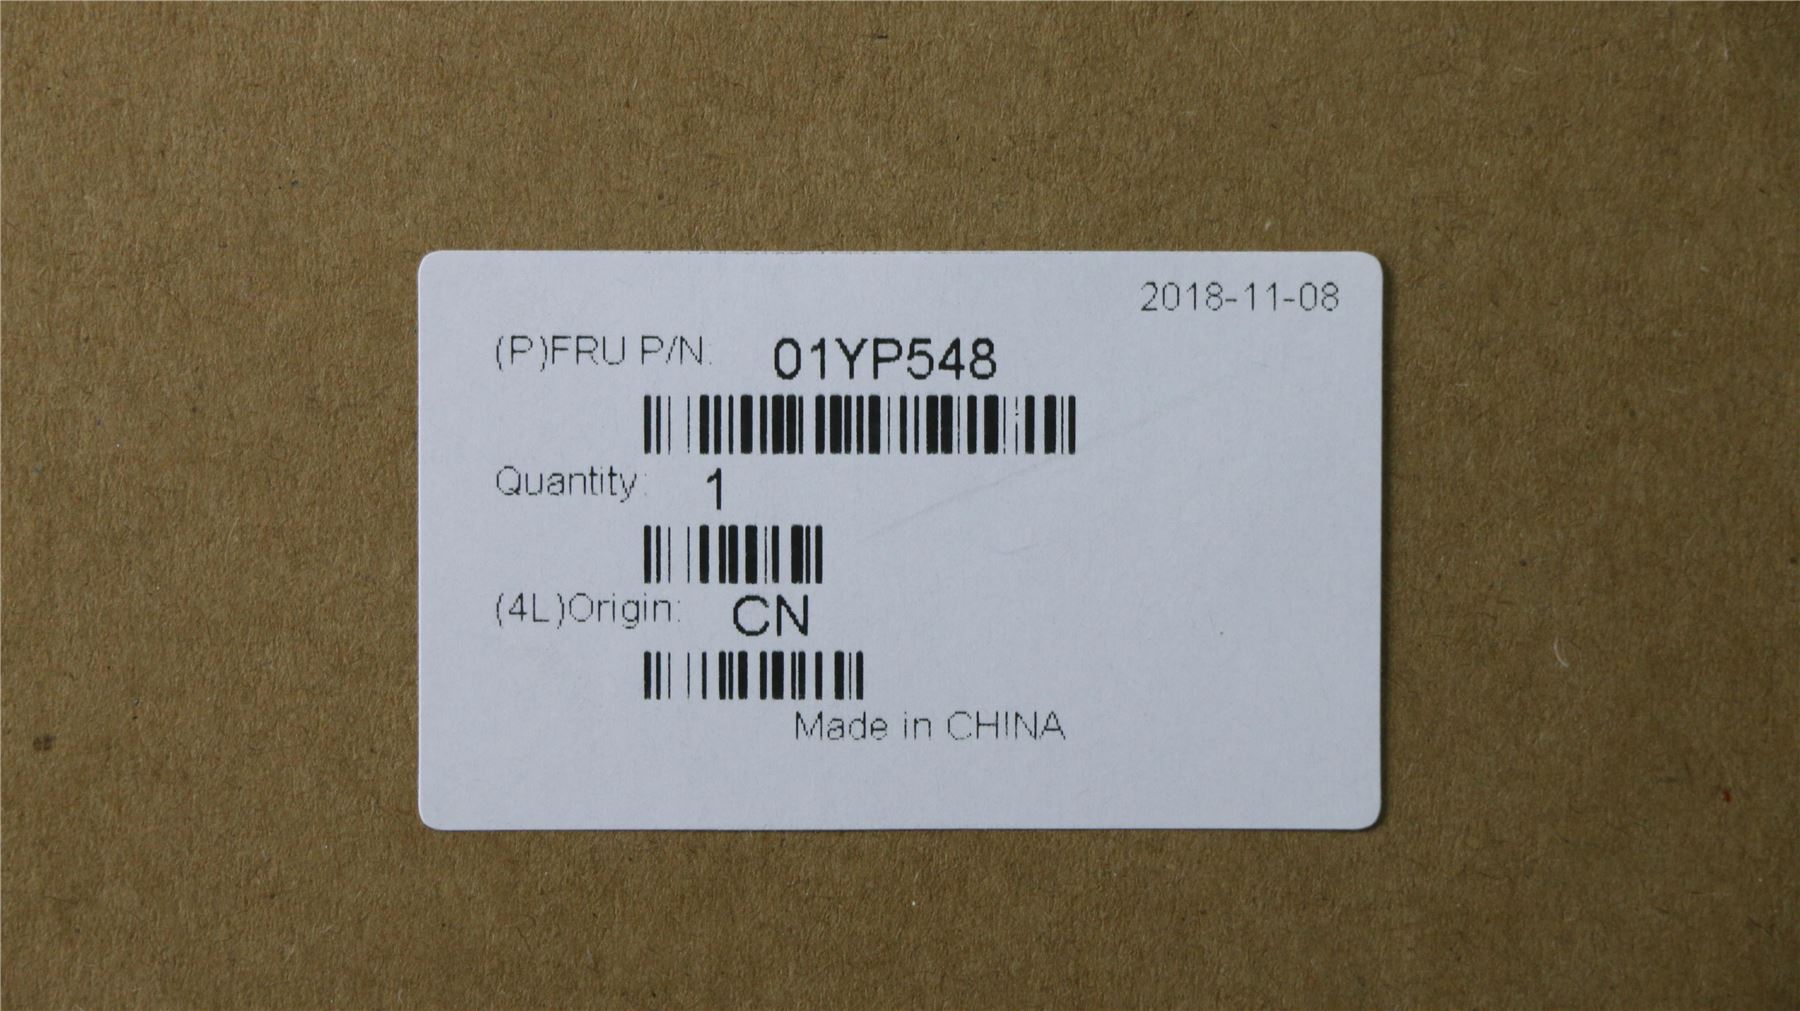 2018-11-08
(P)FRU P/N: 01YP548
Quantity: 1
(4L)Origin: CN
Made in CHINA